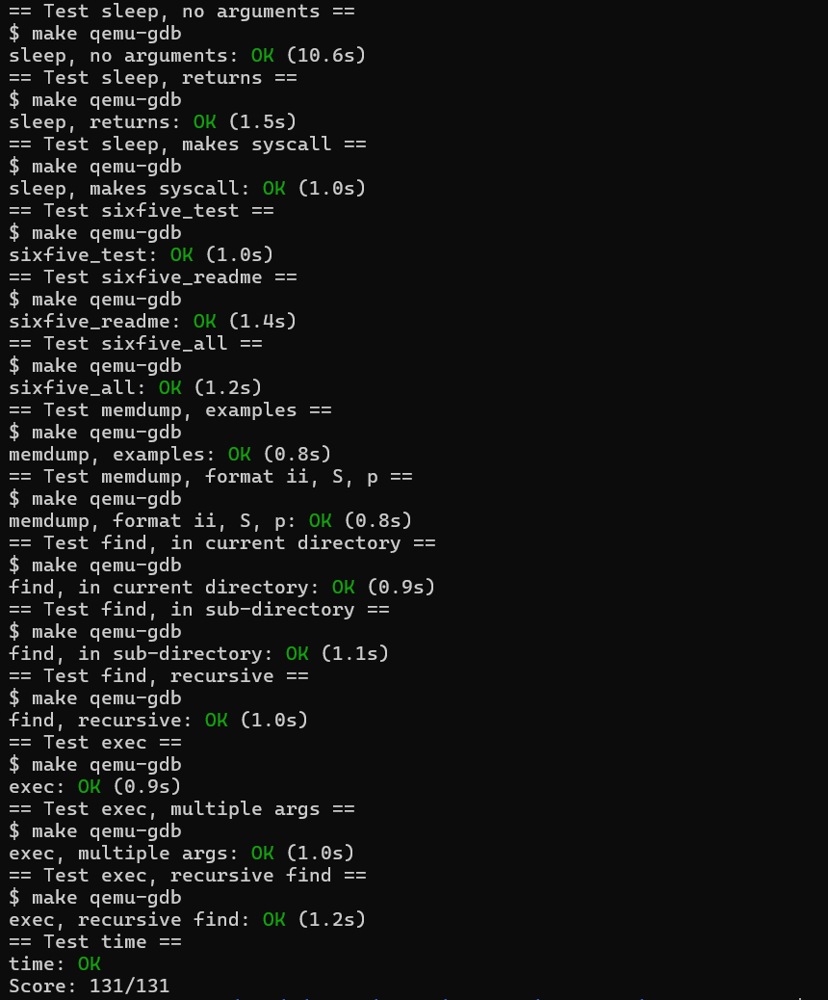 == Test sleep, no arguments ==
$ make qemu-gdb
sleep, no arguments: OK (10.6s)
== Test sleep, returns ==
$ make qemu-gdb
sleep, returns: OK (1.5s)
== Test sleep, makes syscall ==
$ make qemu-gdb
sleep, makes syscall: OK (1.0s)
== Test sixfive_test ==
$ make qemu-gdb
sixfive_test: OK (1.0s)
== Test sixfive_readme ==
$ make qemu-gdb
sixfive_readme: OK (1.4s)
== Test sixfive_all ==
$ make qemu-gdb
sixfive_all: OK (1.2s)
== Test memdump, examples ==
$ make qemu-gdb
memdump, examples: OK (0.8s)
== Test memdump, format ii, S, p ==
$ make qemu-gdb
memdump, format ii, S, p: OK (0.8s)
== Test find, in current directory ==
$ make qemu-gdb
find, in current directory: OK (0.9s)
== Test find, in sub-directory ==
$ make qemu-gdb
find, in sub-directory: OK (1.1s)
== Test find, recursive ==
$ make qemu-gdb
find, recursive: OK (1.0s)
== Test exec ==
$ make qemu-gdb
exec: OK (0.9s)
== Test exec, multiple args ==
$ make qemu-gdb
exec, multiple args: OK (1.0s)
== Test exec, recursive find ==
$ make qemu-gdb
exec, recursive find: OK (1.2s)
== Test time ==
time: OK
Score: 131/131